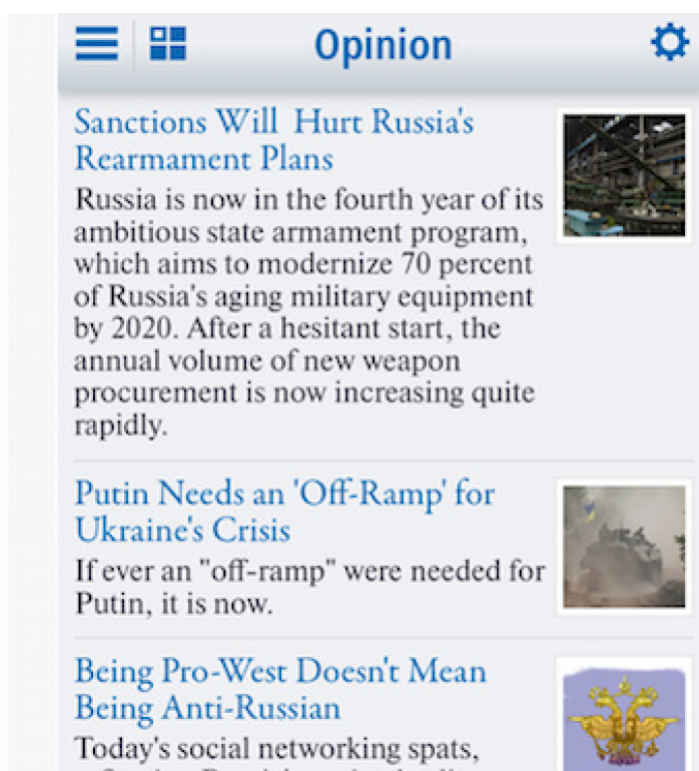 Opinion
Sanctions Will Hurt Russia's
Rearmament Plans
Russia is now in the fourth year of its
ambitious state armament program,
which aims to modernize 70 percent
of Russia's aging military equipment
by 2020. After a hesitant start, the
annual volume of new weapon
procurement is now increasing quite
rapidly.
Putin Needs an 'Off-Ramp' for
Ukraine's Crisis
If ever an "off-ramp" were needed for
Putin, it is now.
Being Pro-West Doesn't Mean
Being Anti-Russian
Today's social networking spats,